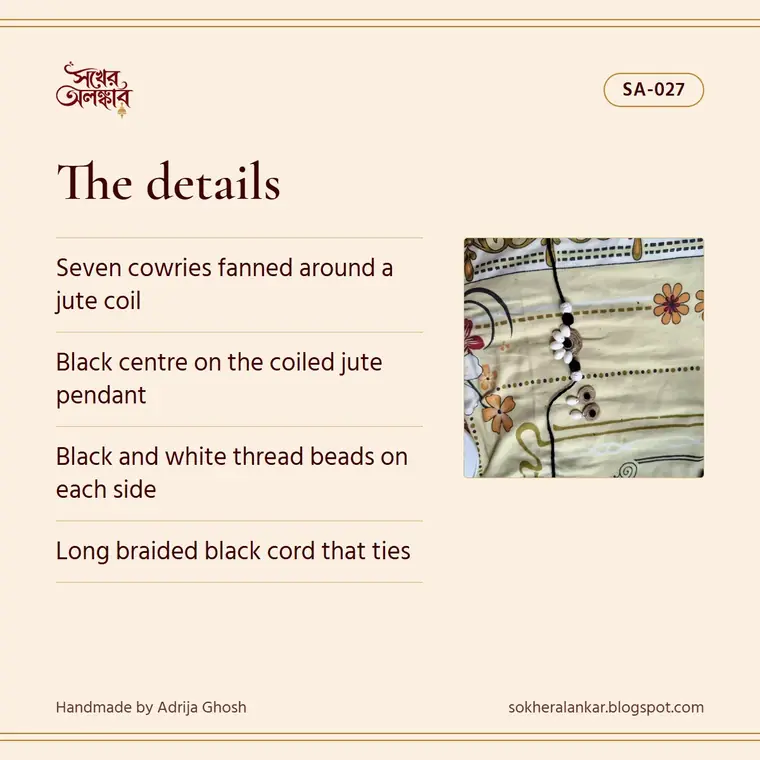 সখের
অলঙ্কার
SA-027
The details
Seven cowries fanned around a
jute coil
Black centre on the coiled jute
pendant
Black and white thread beads on
each side
Long braided black cord that ties
Handmade by Adrija Ghosh
sokheralankar.blogspot.com